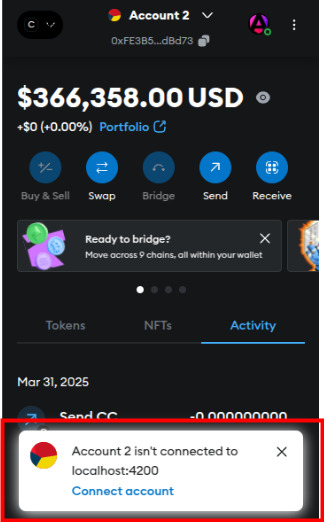 C
Account 2
0xFE3B5...dBd73
$366,358.00 USD
+$0 (+0.00%) Portfolio
Buy & Sell Swap Bridge Send Receive
Ready to bridge?
Move across 9 chains, all within your wallet
Tokens NFTs Activity
Mar 31, 2025
Send CC -0.000000000
Account 2 isn't connected to
localhost:4200
Connect account